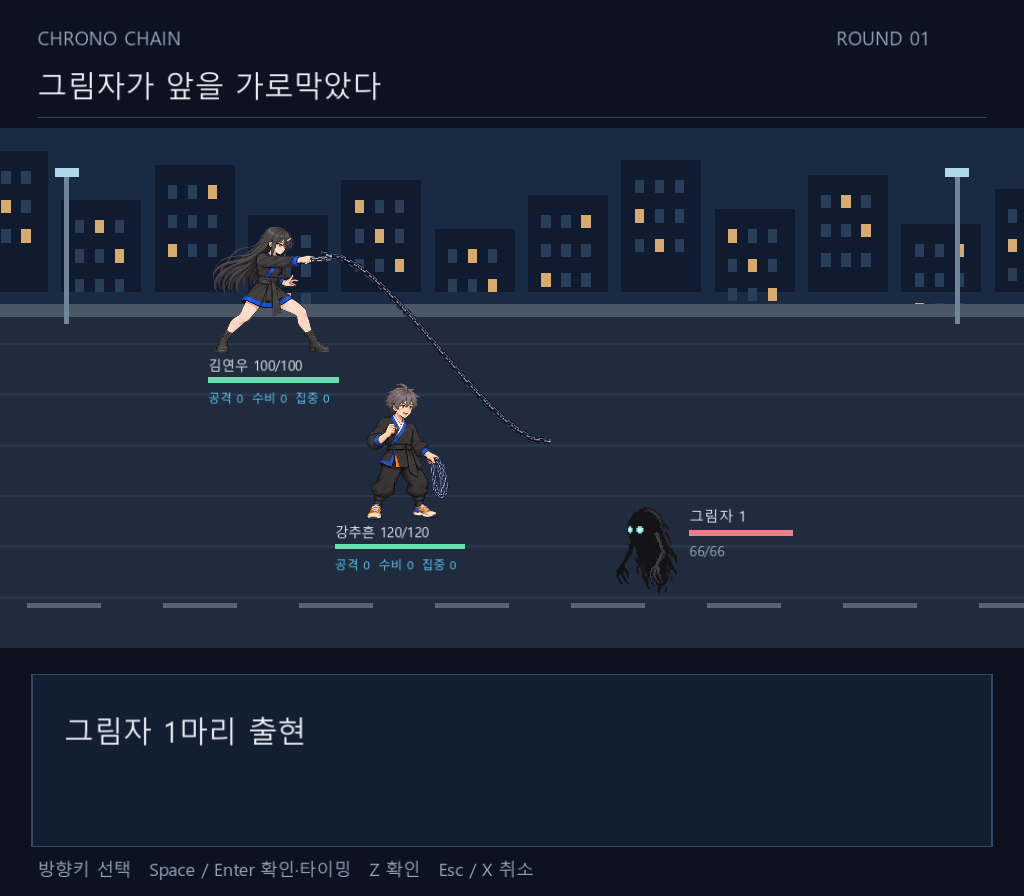 CHRONO CHAIN
ROUND 01
그림자가 앞을 가로막았다
김연우 100/100
공격 0 수비 0 집중 0
강추흔 120/120
공격 0 수비 0 집중 0
그림자 1
66/66
그림자 1마리 출현
방향키 선택 Space / Enter 확인·타이밍 Z 확인 Esc / X 취소